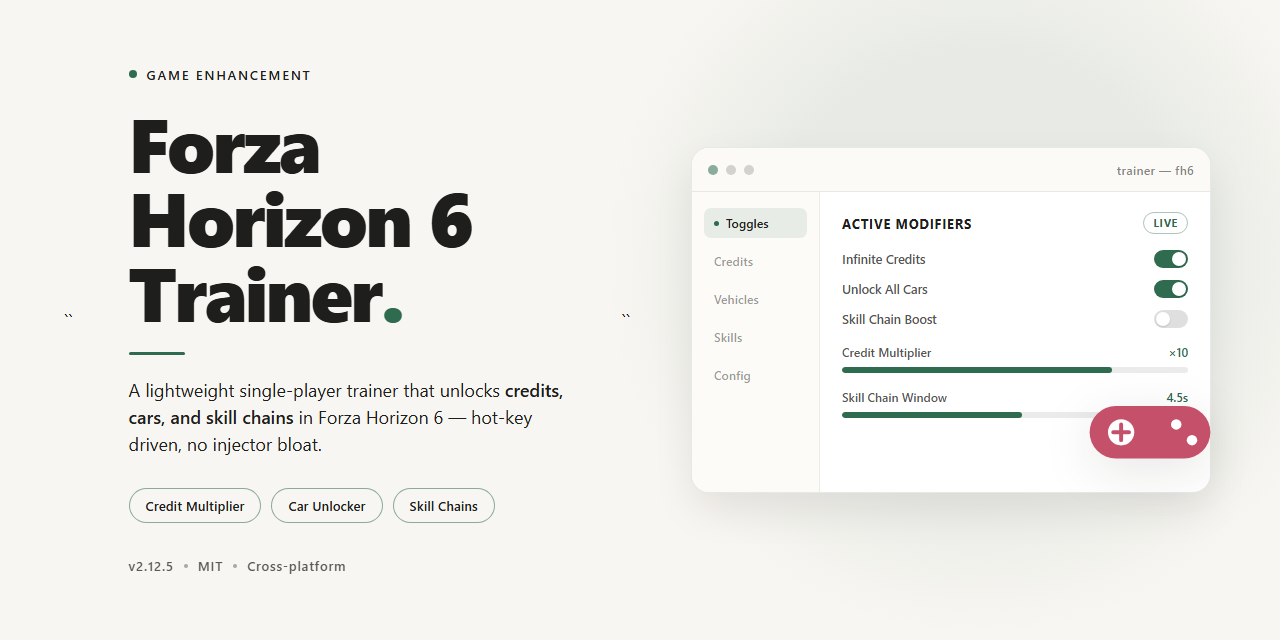 GAME ENHANCEMENT
Forza
Horizon 6
Trainer.
``
``
A lightweight single-player trainer that unlocks credits,
cars, and skill chains in Forza Horizon 6 — hot-key
driven, no injector bloat.
Credit Multiplier
Car Unlocker
Skill Chains
v2.12.5 • MIT • Cross-platform
trainer — fh6
Toggles
Credits
Vehicles
Skills
Config
ACTIVE MODIFIERS
LIVE
Infinite Credits
Unlock All Cars
Skill Chain Boost
Credit Multiplier ×10
Skill Chain Window 4.5s